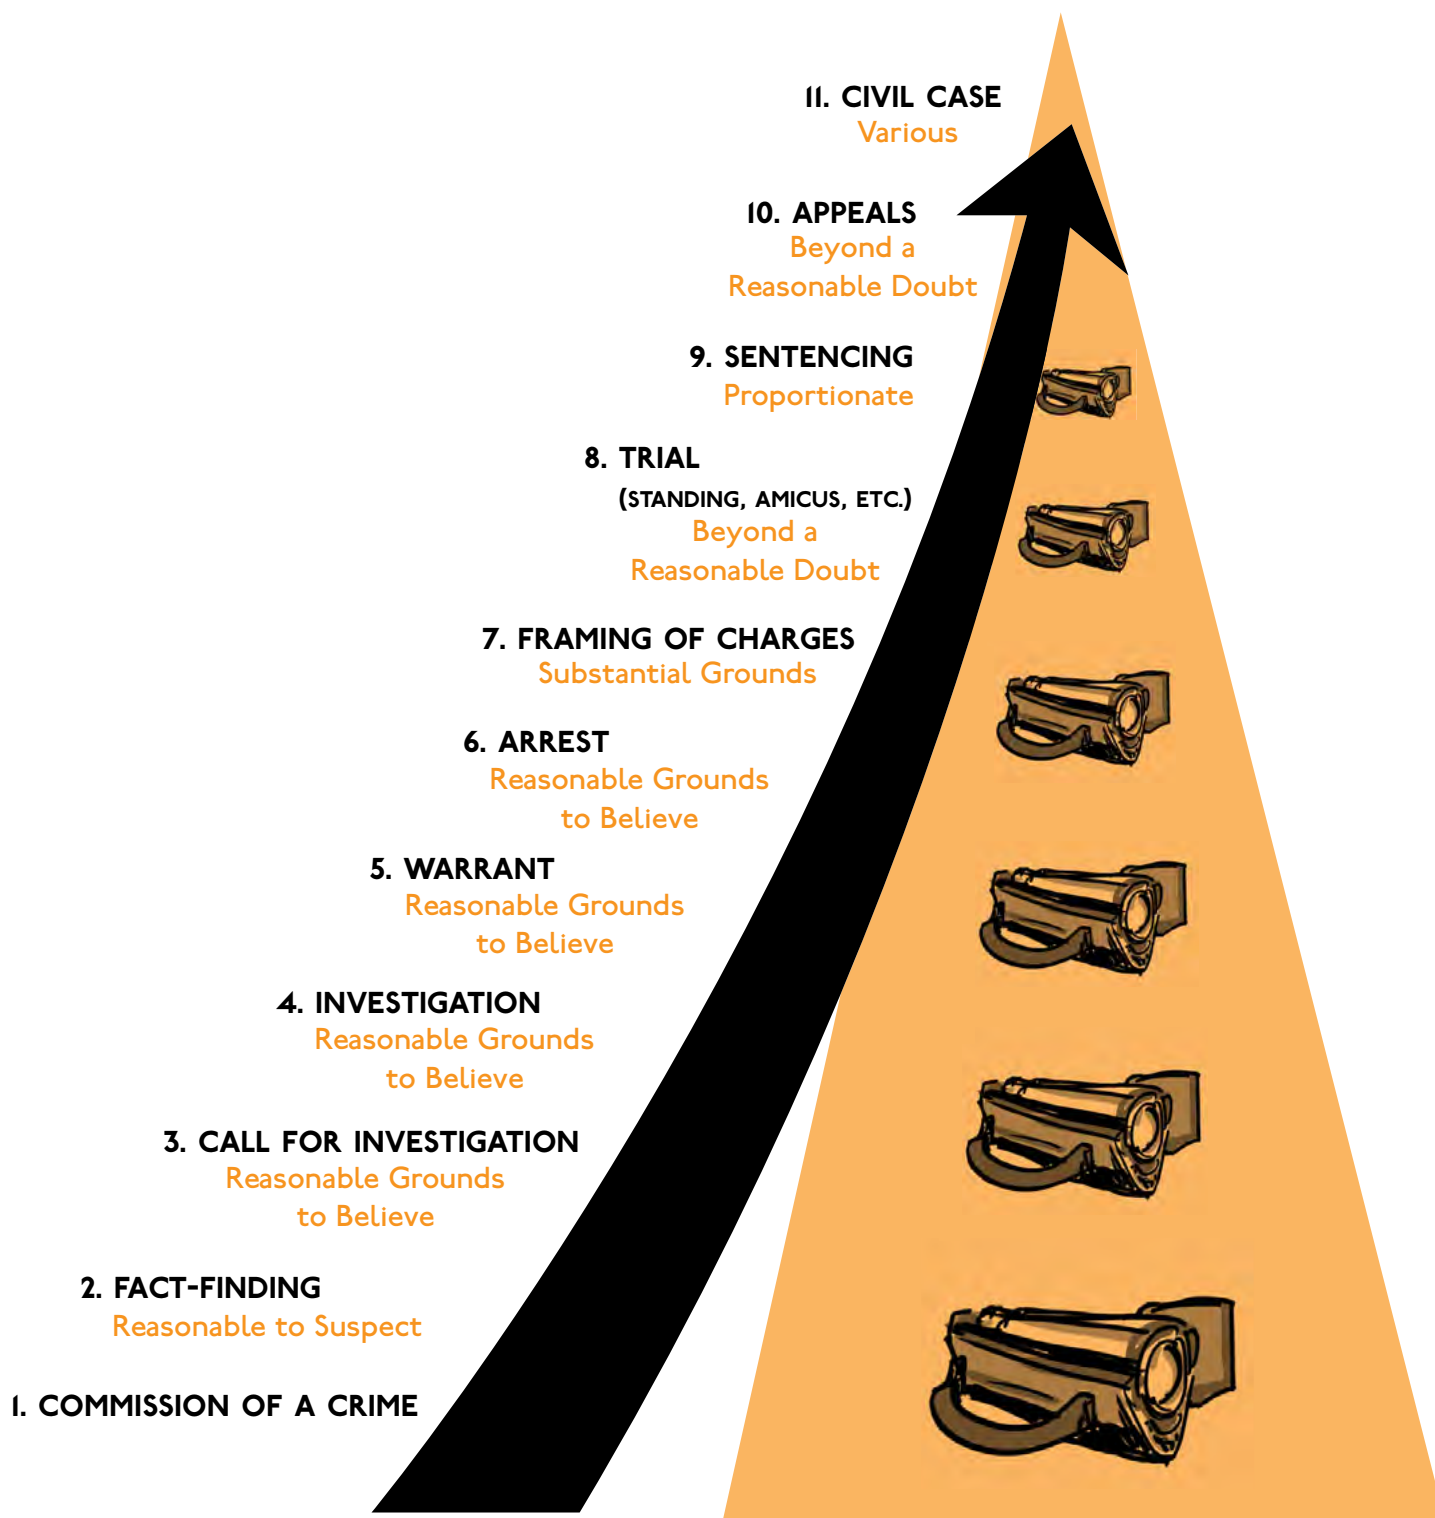 11. CIVIL CASE
Various
10. APPEALS
Beyond a
Reasonable Doubt
9. SENTENCING
Proportionate
8. TRIAL
(STANDING, AMICUS, ETC.)
Beyond a
Reasonable Doubt
7. FRAMING OF CHARGES
Substantial Grounds
6. ARREST
Reasonable Grounds
to Believe
5. WARRANT
Reasonable Grounds
to Believe
4. INVESTIGATION
Reasonable Grounds
to Believe
3. CALL FOR INVESTIGATION
Reasonable Grounds
to Believe
2. FACT-FINDING
Reasonable to Suspect
1. COMMISSION OF A CRIME